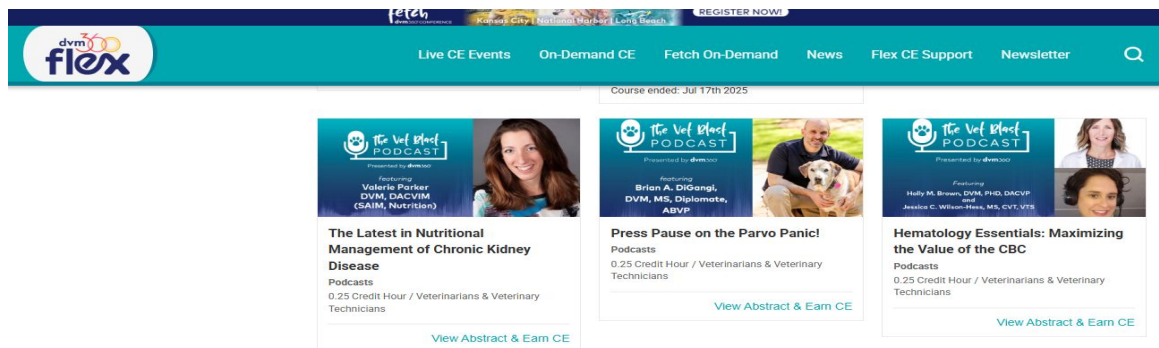 fetch
dvm360 CONFERENCE
Kansas City | National Harbor | Long Beach
REGISTER NOW!
dvm360
flex
Live CE Events
On-Demand CE
Fetch On-Demand
News
Flex CE Support
Newsletter
Course ended: Jul 17th 2025
The Vet Blast
PODCAST
Presented by dvm360
featuring
Valerie Parker
DVM, DACVIM
(SAIM, Nutrition)
The Latest in Nutritional
Management of Chronic Kidney
Disease
Podcasts
0.25 Credit Hour / Veterinarians & Veterinary
Technicians
View Abstract & Earn CE
The Vet Blast
PODCAST
Presented by dvm360
featuring
Brian A. DiGangi,
DVM, MS, Diplomate,
ABVP
Press Pause on the Parvo Panic!
Podcasts
0.25 Credit Hour / Veterinarians & Veterinary
Technicians
View Abstract & Earn CE
The Vet Blast
PODCAST
Presented by dvm360
Featuring
Holly M. Brown, DVM, PHD, DACVP
and
Jessica C. Wilson-Hess, MS, CVT, VTS
Hematology Essentials: Maximizing
the Value of the CBC
Podcasts
0.25 Credit Hour / Veterinarians & Veterinary
Technicians
View Abstract & Earn CE